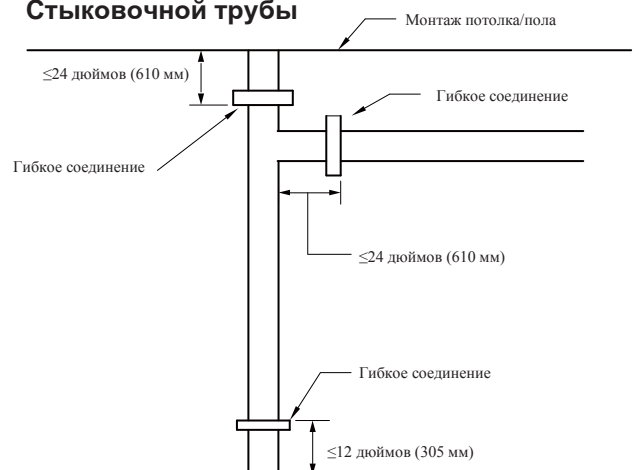 Стыковочной трубы
Монтаж потолка/пола
≤24 дюймов (610 мм)
Гибкое соединение
Гибкое соединение
≤24 дюймов (610 мм)
Гибкое соединение
≤12 дюймов (305 мм)